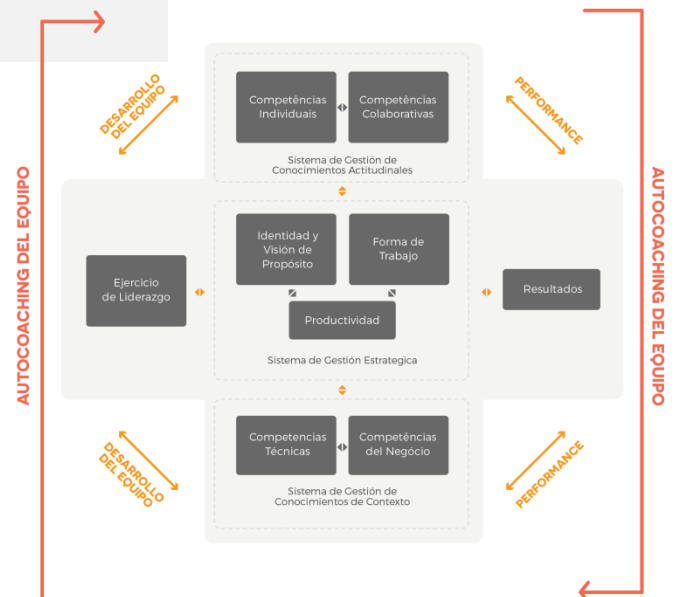 DESARROLLO
DEL EQUIPO
PERFORMANCE
Competências
Individuais
Competências
Colaborativas
Sistema de Gestión de
Conocimientos Actitudinales
AUTOCOACHING DEL EQUIPO
AUTOCOACHING DEL EQUIPO
Identidad y
Visión de
Propósito
Forma de
Trabajo
Ejercicio
de Liderazgo
Resultados
Productividad
Sistema de Gestión Estrategica
Competencias
Técnicas
Competências
del Negócio
Sistema de Gestión de
Conocimientos de Contexto
DESARROLLO
DEL EQUIPO
PERFORMANCE